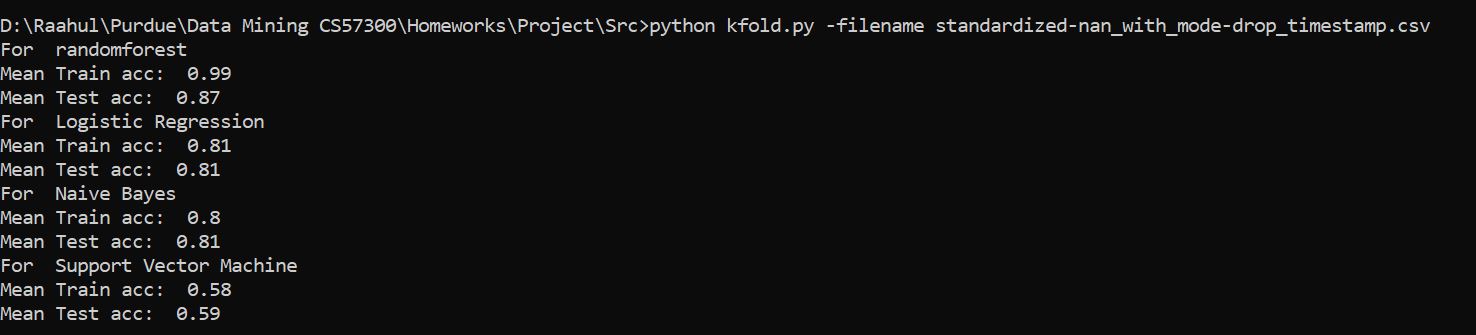 D:\Raahul\Purdue\Data Mining CS57300\Homeworks\Project\Src>python kfold.py -filename standardized-nan_with_mode-drop_timestamp.csv
For  randomforest
Mean Train acc:  0.99
Mean Test acc:  0.87
For  Logistic Regression
Mean Train acc:  0.81
Mean Test acc:  0.81
For  Naive Bayes
Mean Train acc:  0.8
Mean Test acc:  0.81
For  Support Vector Machine
Mean Train acc:  0.58
Mean Test acc:  0.59